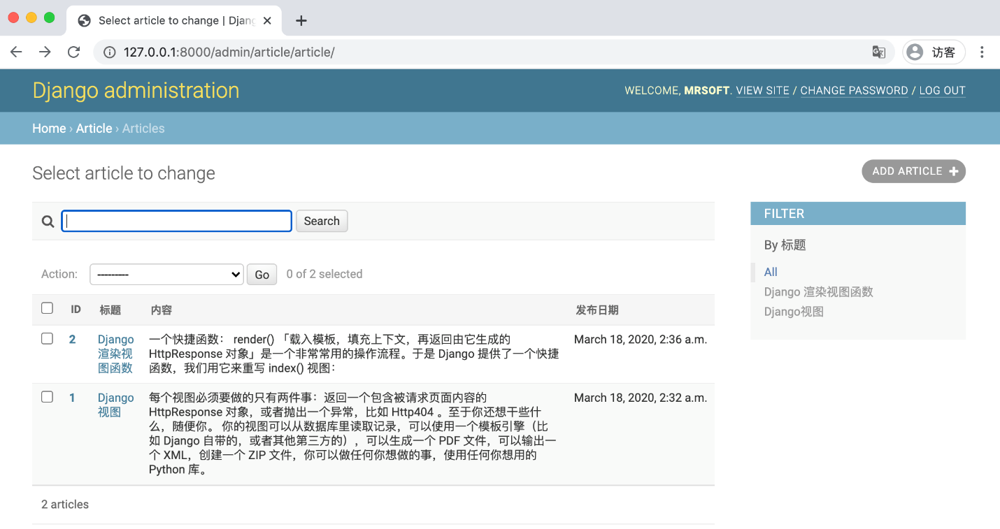 Select article to change | Djang
127.0.0.1:8000/admin/article/article/
访客
Django administration
WELCOME, MRSOFT. VIEW SITE / CHANGE PASSWORD / LOG OUT
Home › Article › Articles
Select article to change
ADD ARTICLE
Search
FILTER
By 标题
All
Django 渲染视图函数
Django视图
Action:
---------
Go
0 of 2 selected
ID 标题 内容 发布日期
2
Django
渲染视
图函数
一个快捷函数： render() 「载入模板，填充上下文，再返回由它生成的
HttpResponse 对象」是一个非常常用的操作流程。于是 Django 提供了一个快捷
函数，我们用它来重写 index() 视图：
March 18, 2020, 2:36 a.m.
1
Django
视图
每个视图必须要做的只有两件事：返回一个包含被请求页面内容的
HttpResponse 对象，或者抛出一个异常，比如 Http404 。至于你还想干些什
么，随便你。 你的视图可以从数据库里读取记录，可以使用一个模板引擎（比
如 Django 自带的，或者其他第三方的），可以生成一个 PDF 文件，可以输出一
个 XML，创建一个 ZIP 文件，你可以做任何你想做的事，使用任何你想用的
Python 库。
March 18, 2020, 2:32 a.m.
2 articles